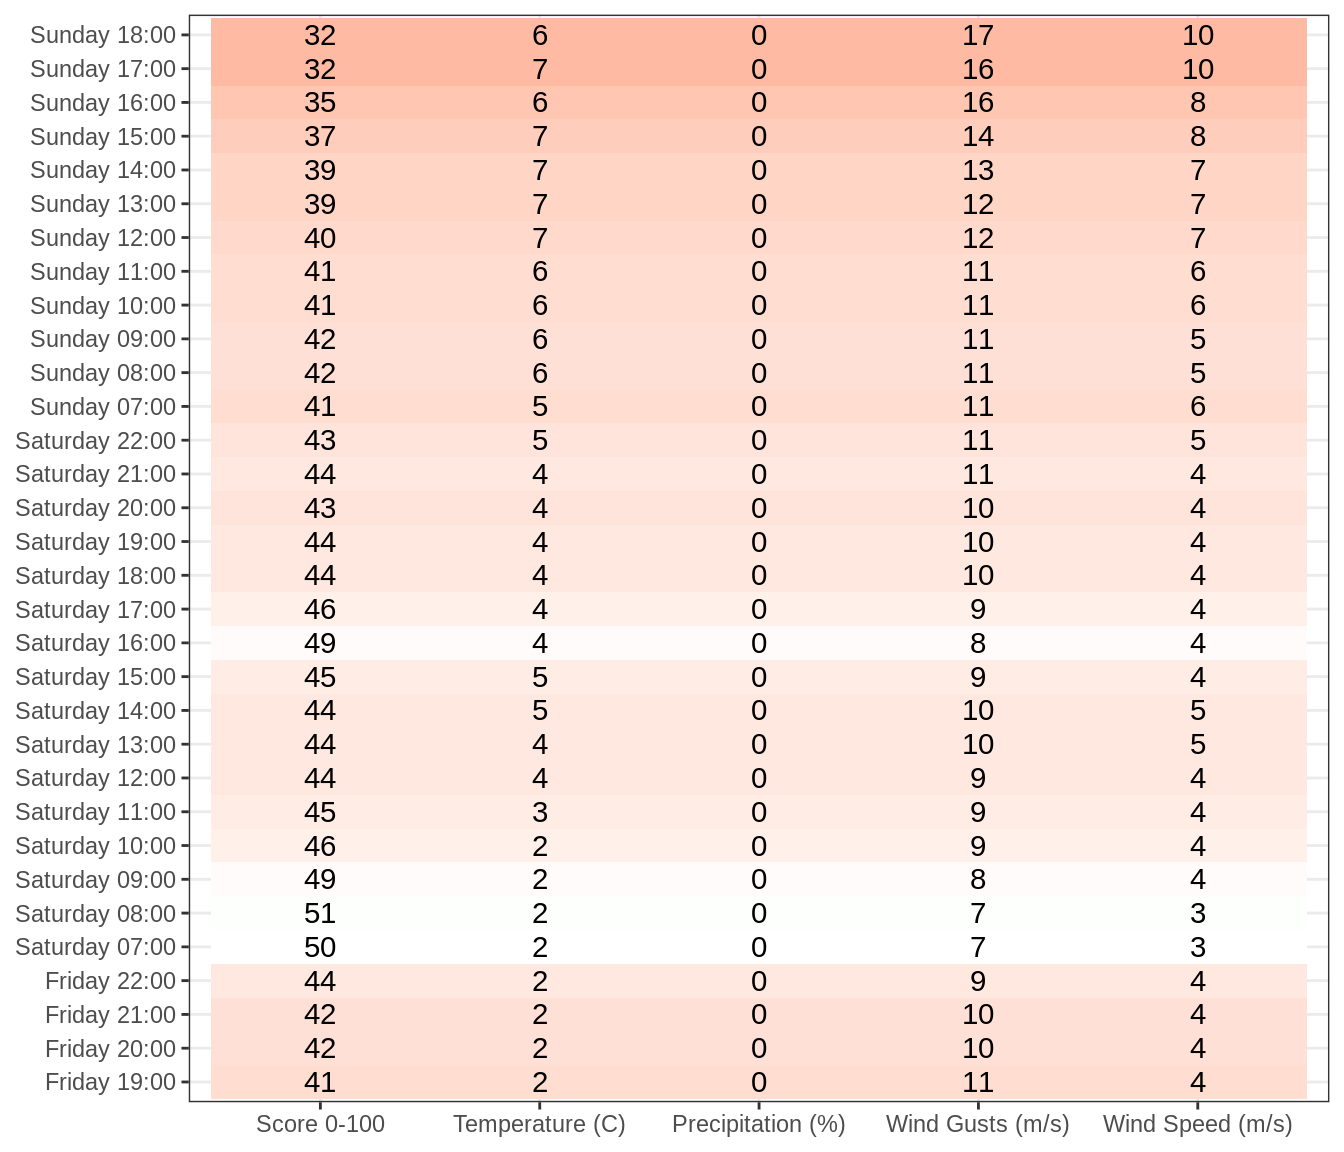 Sunday 18:00 32 6 0 17 10
Sunday 17:00 32 7 0 16 10
Sunday 16:00 35 6 0 16 8
Sunday 15:00 37 7 0 14 8
Sunday 14:00 39 7 0 13 7
Sunday 13:00 39 7 0 12 7
Sunday 12:00 40 7 0 12 7
Sunday 11:00 41 6 0 11 6
Sunday 10:00 41 6 0 11 6
Sunday 09:00 42 6 0 11 5
Sunday 08:00 42 6 0 11 5
Sunday 07:00 41 5 0 11 6
Saturday 22:00 43 5 0 11 5
Saturday 21:00 44 4 0 11 4
Saturday 20:00 43 4 0 10 4
Saturday 19:00 44 4 0 10 4
Saturday 18:00 44 4 0 10 4
Saturday 17:00 46 4 0 9 4
Saturday 16:00 49 4 0 8 4
Saturday 15:00 45 5 0 9 4
Saturday 14:00 44 5 0 10 5
Saturday 13:00 44 4 0 10 5
Saturday 12:00 44 4 0 9 4
Saturday 11:00 45 3 0 9 4
Saturday 10:00 46 2 0 9 4
Saturday 09:00 49 2 0 8 4
Saturday 08:00 51 2 0 7 3
Saturday 07:00 50 2 0 7 3
Friday 22:00 44 2 0 9 4
Friday 21:00 42 2 0 10 4
Friday 20:00 42 2 0 10 4
Friday 19:00 41 2 0 11 4
Score 0-100 Temperature (C) Precipitation (%) Wind Gusts (m/s) Wind Speed (m/s)